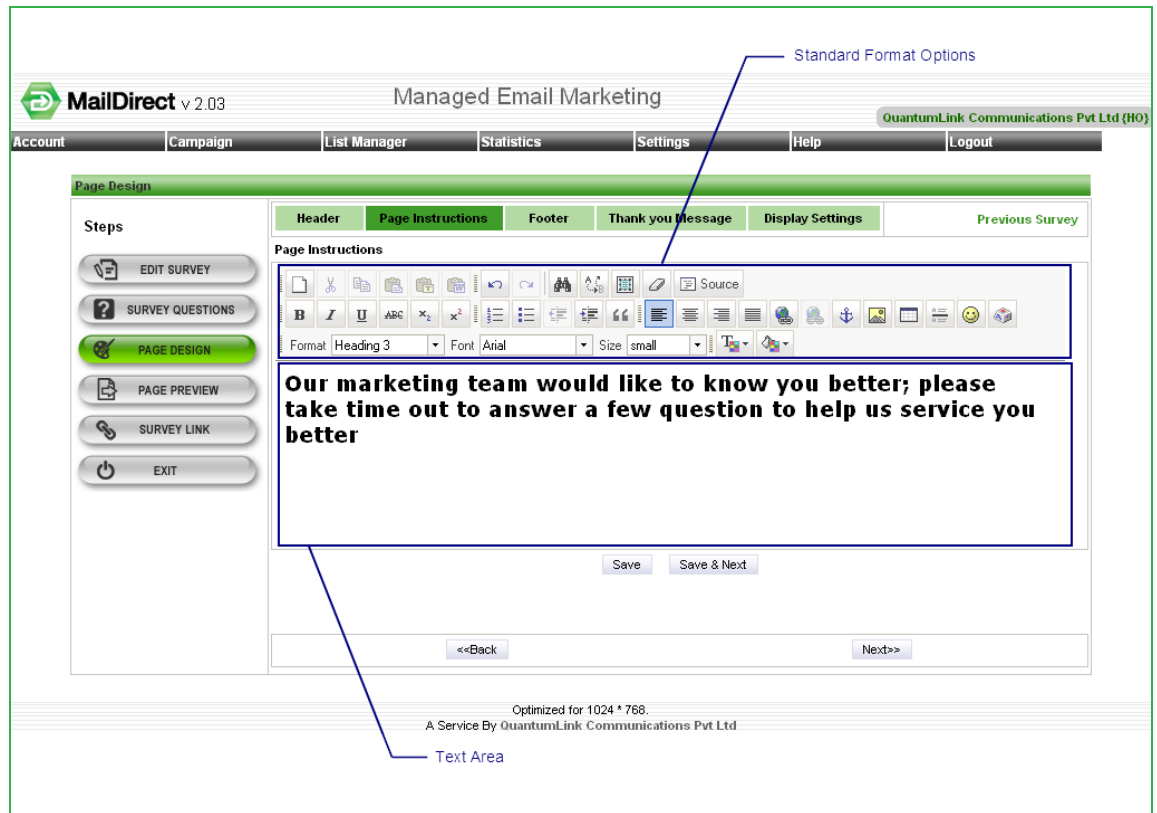 Standard Format Options
MailDirect v 2.03
Managed Email Marketing
QuantumLink Communications Pvt Ltd {HO}
Account Campaign List Manager Statistics Settings Help Logout
Page Design
Steps
Header Page Instructions Footer Thank you Message Display Settings Previous Survey
Page Instructions
EDIT SURVEY
SURVEY QUESTIONS
PAGE DESIGN
PAGE PREVIEW
SURVEY LINK
EXIT
Source
B I U ABC x₂ x²
Format Heading 3 Font Arial Size small
Our marketing team would like to know you better; please
take time out to answer a few question to help us service you
better
Save Save & Next
<<Back Next>>
Optimized for 1024 * 768.
A Service By QuantumLink Communications Pvt Ltd
Text Area